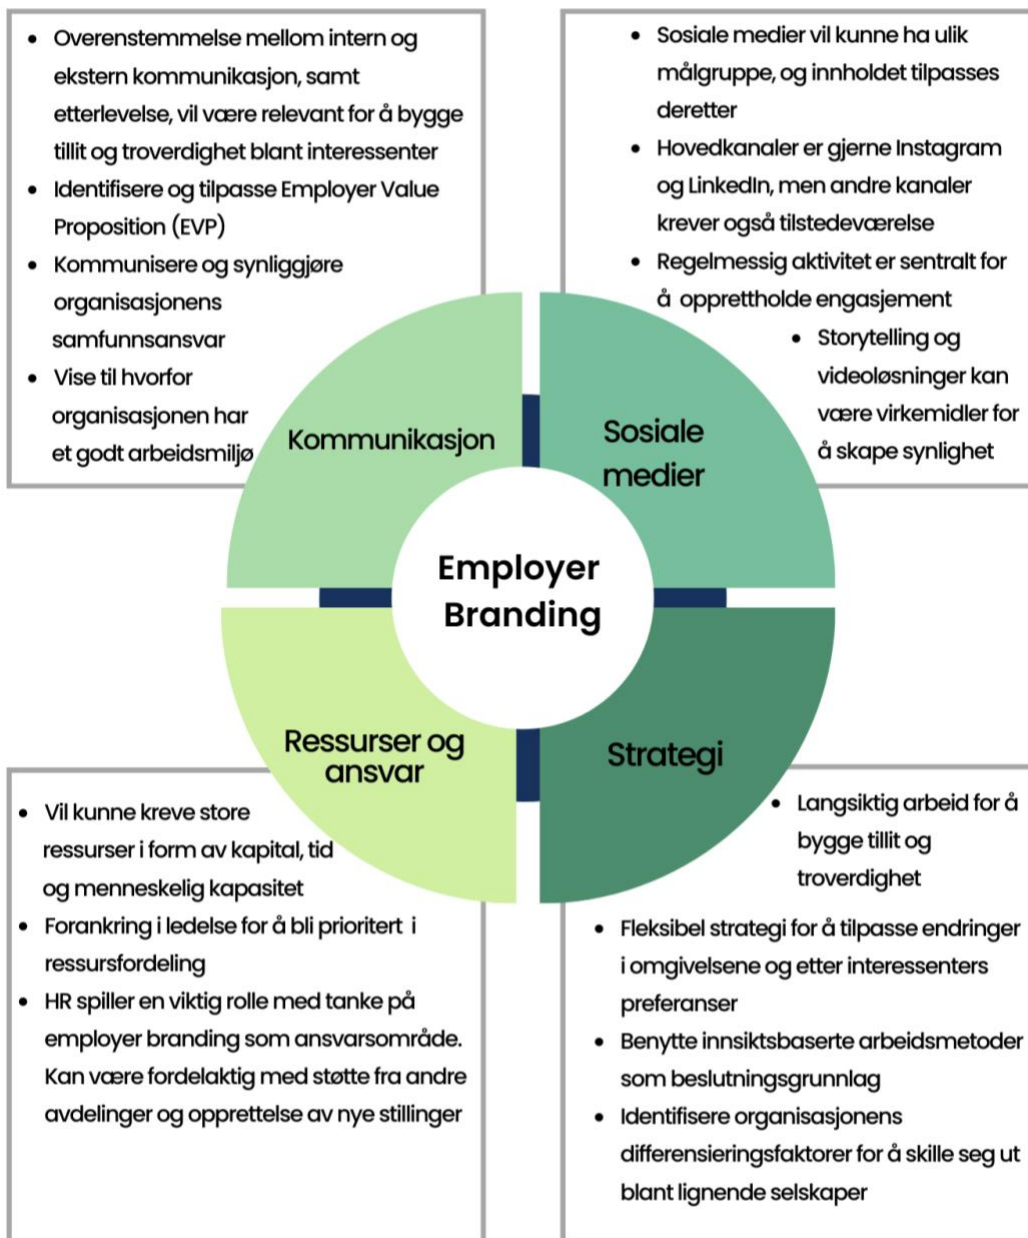 • Overenstemmelse mellom intern og
ekstern kommunikasjon, samt
etterlevelse, vil være relevant for å bygge
tillit og troverdighet blant interessenter
• Identifisere og tilpasse Employer Value
Proposition (EVP)
• Kommunisere og synliggjøre
organisasjonens
samfunnsansvar
• Vise til hvorfor
organisasjonen har
et godt arbeidsmiljø
• Sosiale medier vil kunne ha ulik
målgruppe, og innholdet tilpasses
deretter
• Hovedkanaler er gjerne Instagram
og LinkedIn, men andre kanaler
krever også tilstedeværelse
• Regelmessig aktivitet er sentralt for
å opprettholde engasjement
• Storytelling og
videoløsninger kan
være virkemidler for
å skape synlighet
Kommunikasjon
Sosiale
medier
Employer
Branding
Ressurser og
ansvar
Strategi
• Vil kunne kreve store
ressurser i form av kapital, tid
og menneskelig kapasitet
• Forankring i ledelse for å bli prioritert i
ressursfordeling
• HR spiller en viktig rolle med tanke på
employer branding som ansvarsområde.
Kan være fordelaktig med støtte fra andre
avdelinger og opprettelse av nye stillinger
• Langsiktig arbeid for å
bygge tillit og
troverdighet
• Fleksibel strategi for å tilpasse endringer
i omgivelsene og etter interessenters
preferanser
• Benytte innsiktsbaserte arbeidsmetoder
som beslutningsgrunnlag
• Identifisere organisasjonens
differensieringsfaktorer for å skille seg ut
blant lignende selskaper